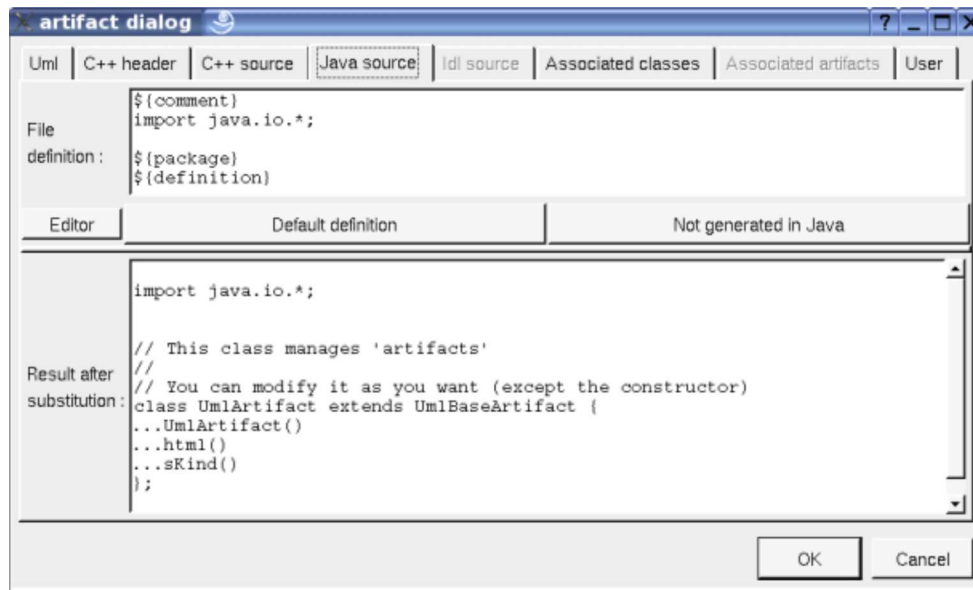 artifact dialog
Uml C++ header C++ source Java source Idl source Associated classes Associated artifacts User
File
definition :
${comment}
import java.io.*;
${package}
${definition}
Editor Default definition Not generated in Java
Result after
substitution :
import java.io.*;
// This class manages 'artifacts'
//
// You can modify it as you want (except the constructor)
class UmlArtifact extends UmlBaseArtifact {
...UmlArtifact()
...html()
...sKind()
};
OK Cancel